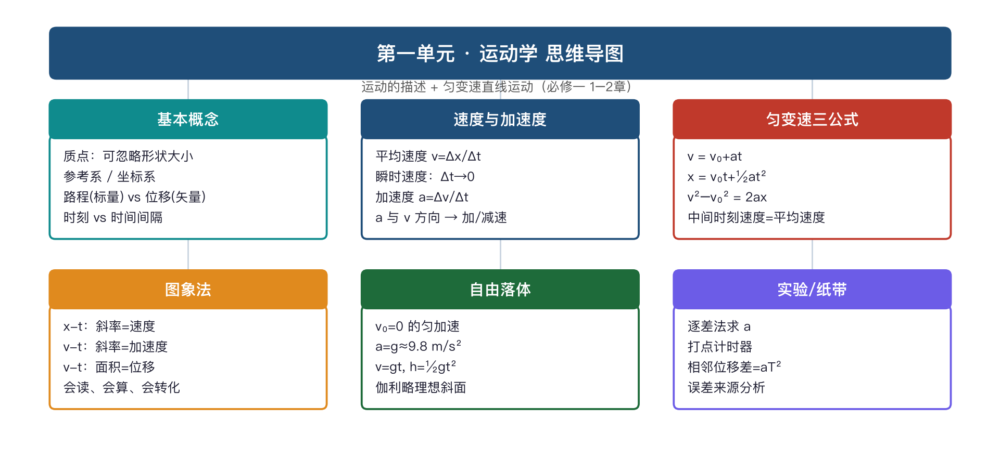 第一单元 · 运动学 思维导图
运动的描述 + 匀变速直线运动（必修一 1—2章）
基本概念
质点：可忽略形状大小
参考系 / 坐标系
路程(标量) vs 位移(矢量)
时刻 vs 时间间隔
速度与加速度
平均速度 v=Δx/Δt
瞬时速度：Δt→0
加速度 a=Δv/Δt
a 与 v 方向 → 加/减速
匀变速三公式
v = v₀+at
x = v₀t+½at²
v²−v₀² = 2ax
中间时刻速度=平均速度
图象法
x–t：斜率=速度
v–t：斜率=加速度
v–t：面积=位移
会读、会算、会转化
自由落体
v₀=0 的匀加速
a=g≈9.8 m/s²
v=gt, h=½gt²
伽利略理想斜面
实验/纸带
逐差法求 a
打点计时器
相邻位移差=aT²
误差来源分析